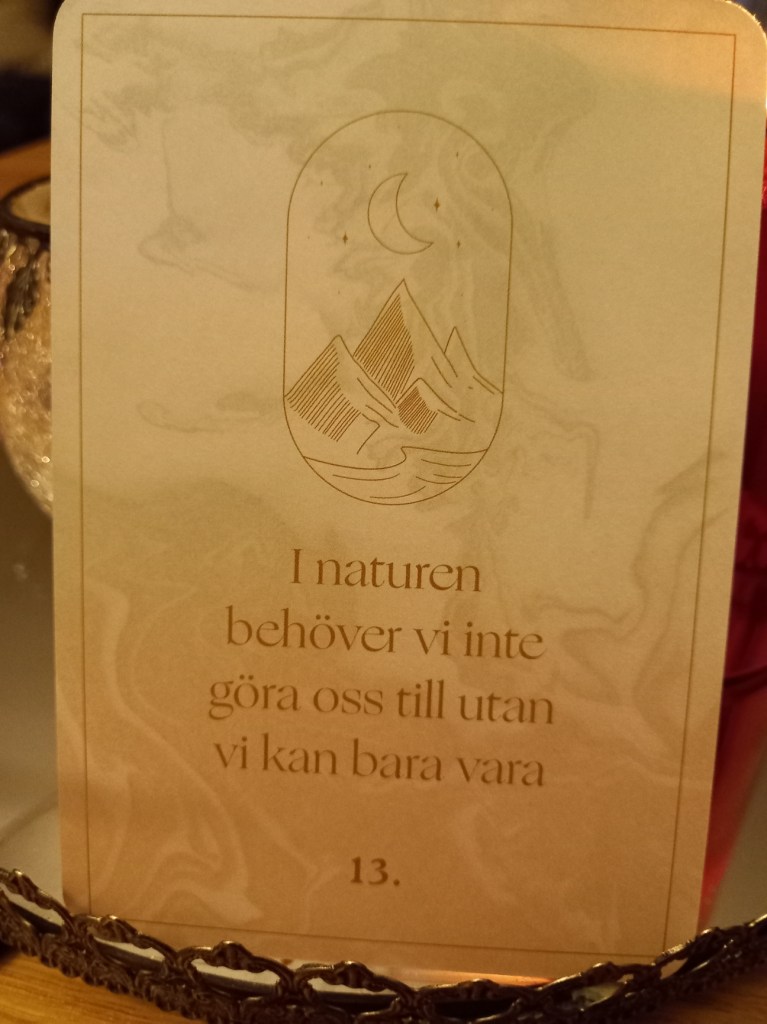 I naturen
behöver vi inte
göra oss till utan
vi kan bara vara
13.